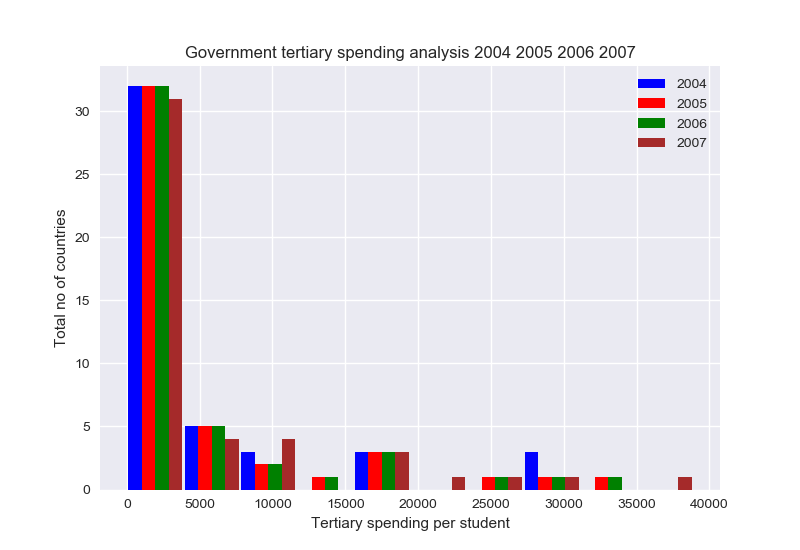 Government tertiary spending analysis 2004 2005 2006 2007
2004
2005
2006
2007
Total no of countries
30
25
20
15
10
5
0
0 5000 10000 15000 20000 25000 30000 35000 40000
Tertiary spending per student